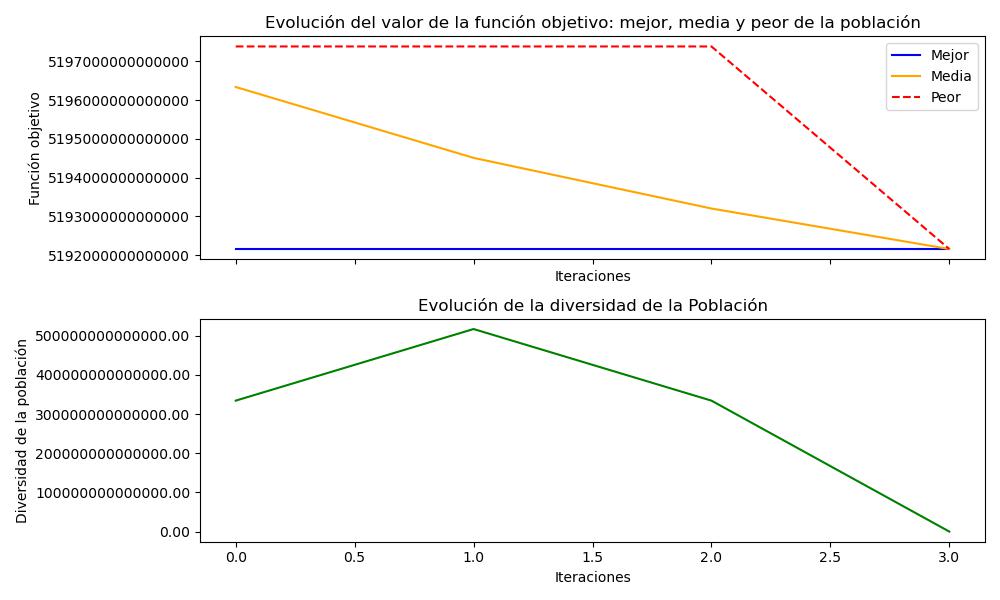 Evolución del valor de la función objetivo: mejor, media y peor de la población
Función objetivo
5197000000000000
5196000000000000
5195000000000000
5194000000000000
5193000000000000
5192000000000000
Mejor
Media
Peor
Iteraciones
Evolución de la diversidad de la Población
Diversidad de la población
500000000000000.00
400000000000000.00
300000000000000.00
200000000000000.00
100000000000000.00
0.00
0.0 0.5 1.0 1.5 2.0 2.5 3.0
Iteraciones